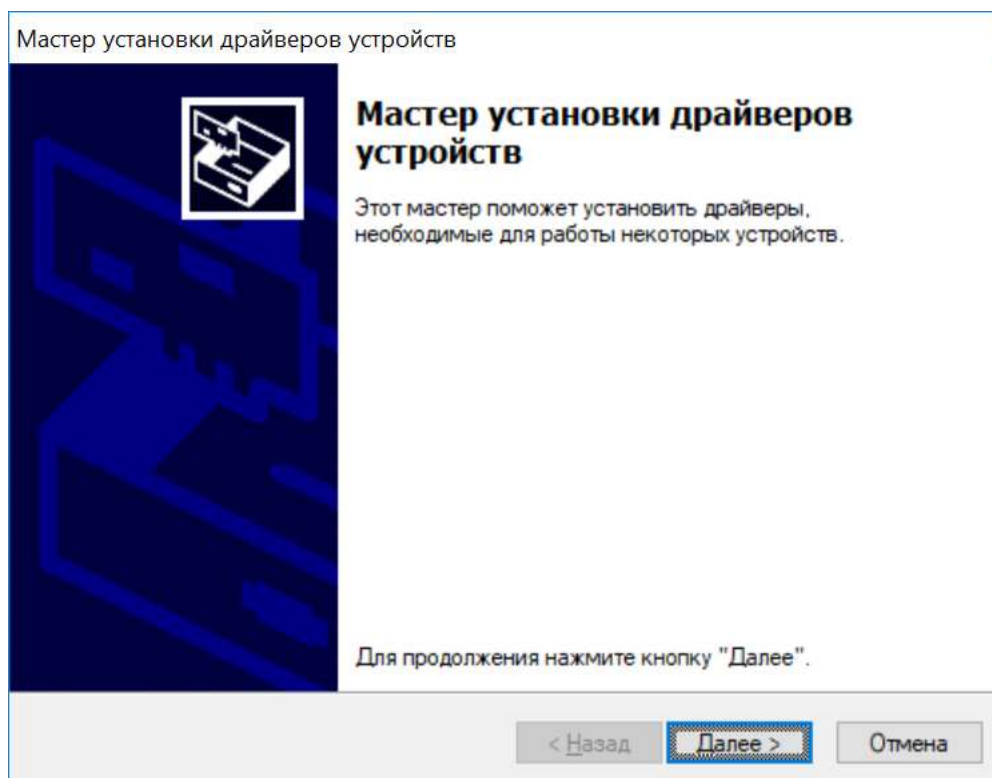 Мастер установки драйверов устройств
Мастер установки драйверов
устройств
Этот мастер поможет установить драйверы,
необходимые для работы некоторых устройств.
Для продолжения нажмите кнопку "Далее".
< Назад
Далее >
Отмена